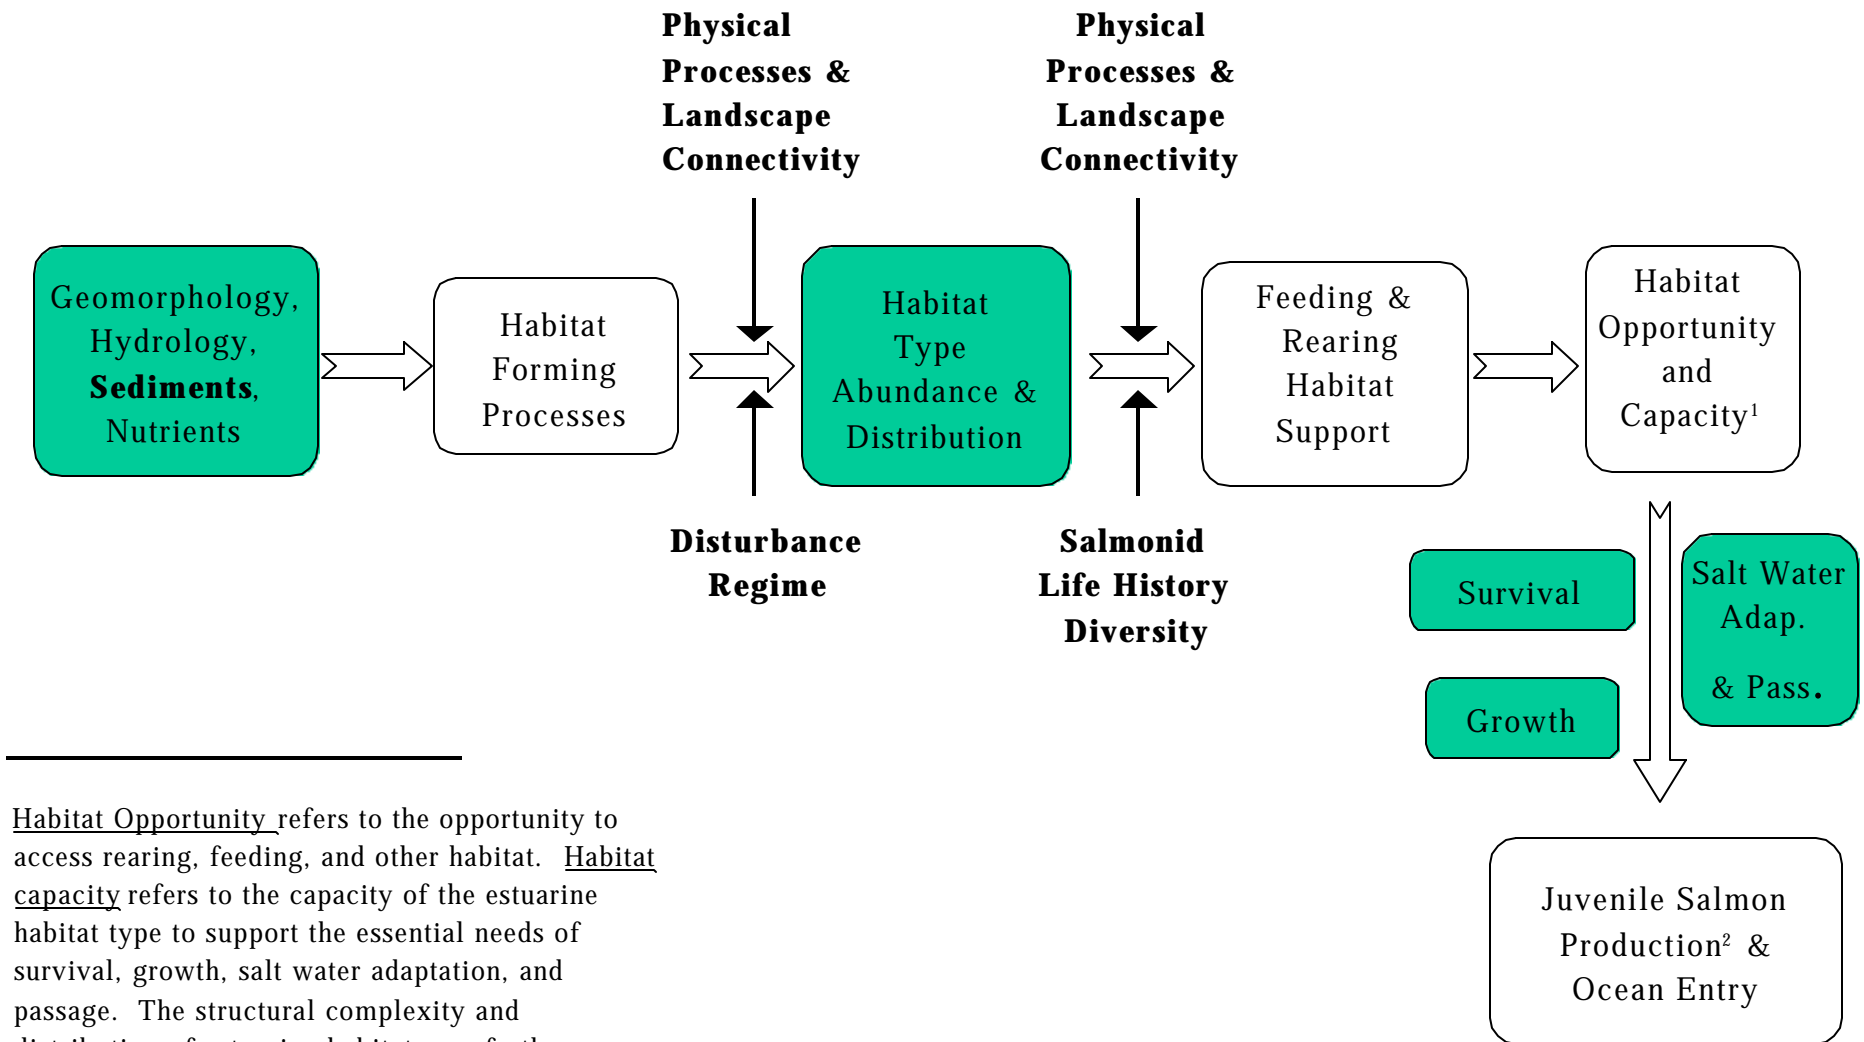 Physical
Processes &
Landscape
Connectivity
Physical
Processes &
Landscape
Connectivity
Geomorphology,
Hydrology,
Sediments,
Nutrients
Habitat
Forming
Processes
Habitat
Type
Abundance &
Distribution
Feeding &
Rearing
Habitat
Support
Habitat
Opportunity
and
Capacity¹
Disturbance
Regime
Salmonid
Life History
Diversity
Survival
Growth
Salt Water
Adap.
& Pass.
Juvenile Salmon
Production² &
Ocean Entry
Habitat Opportunity refers to the opportunity to
access rearing, feeding, and other habitat. Habitat
capacity refers to the capacity of the estuarine
habitat type to support the essential needs of
survival, growth, salt water adaptation, and
passage. The structural complexity and